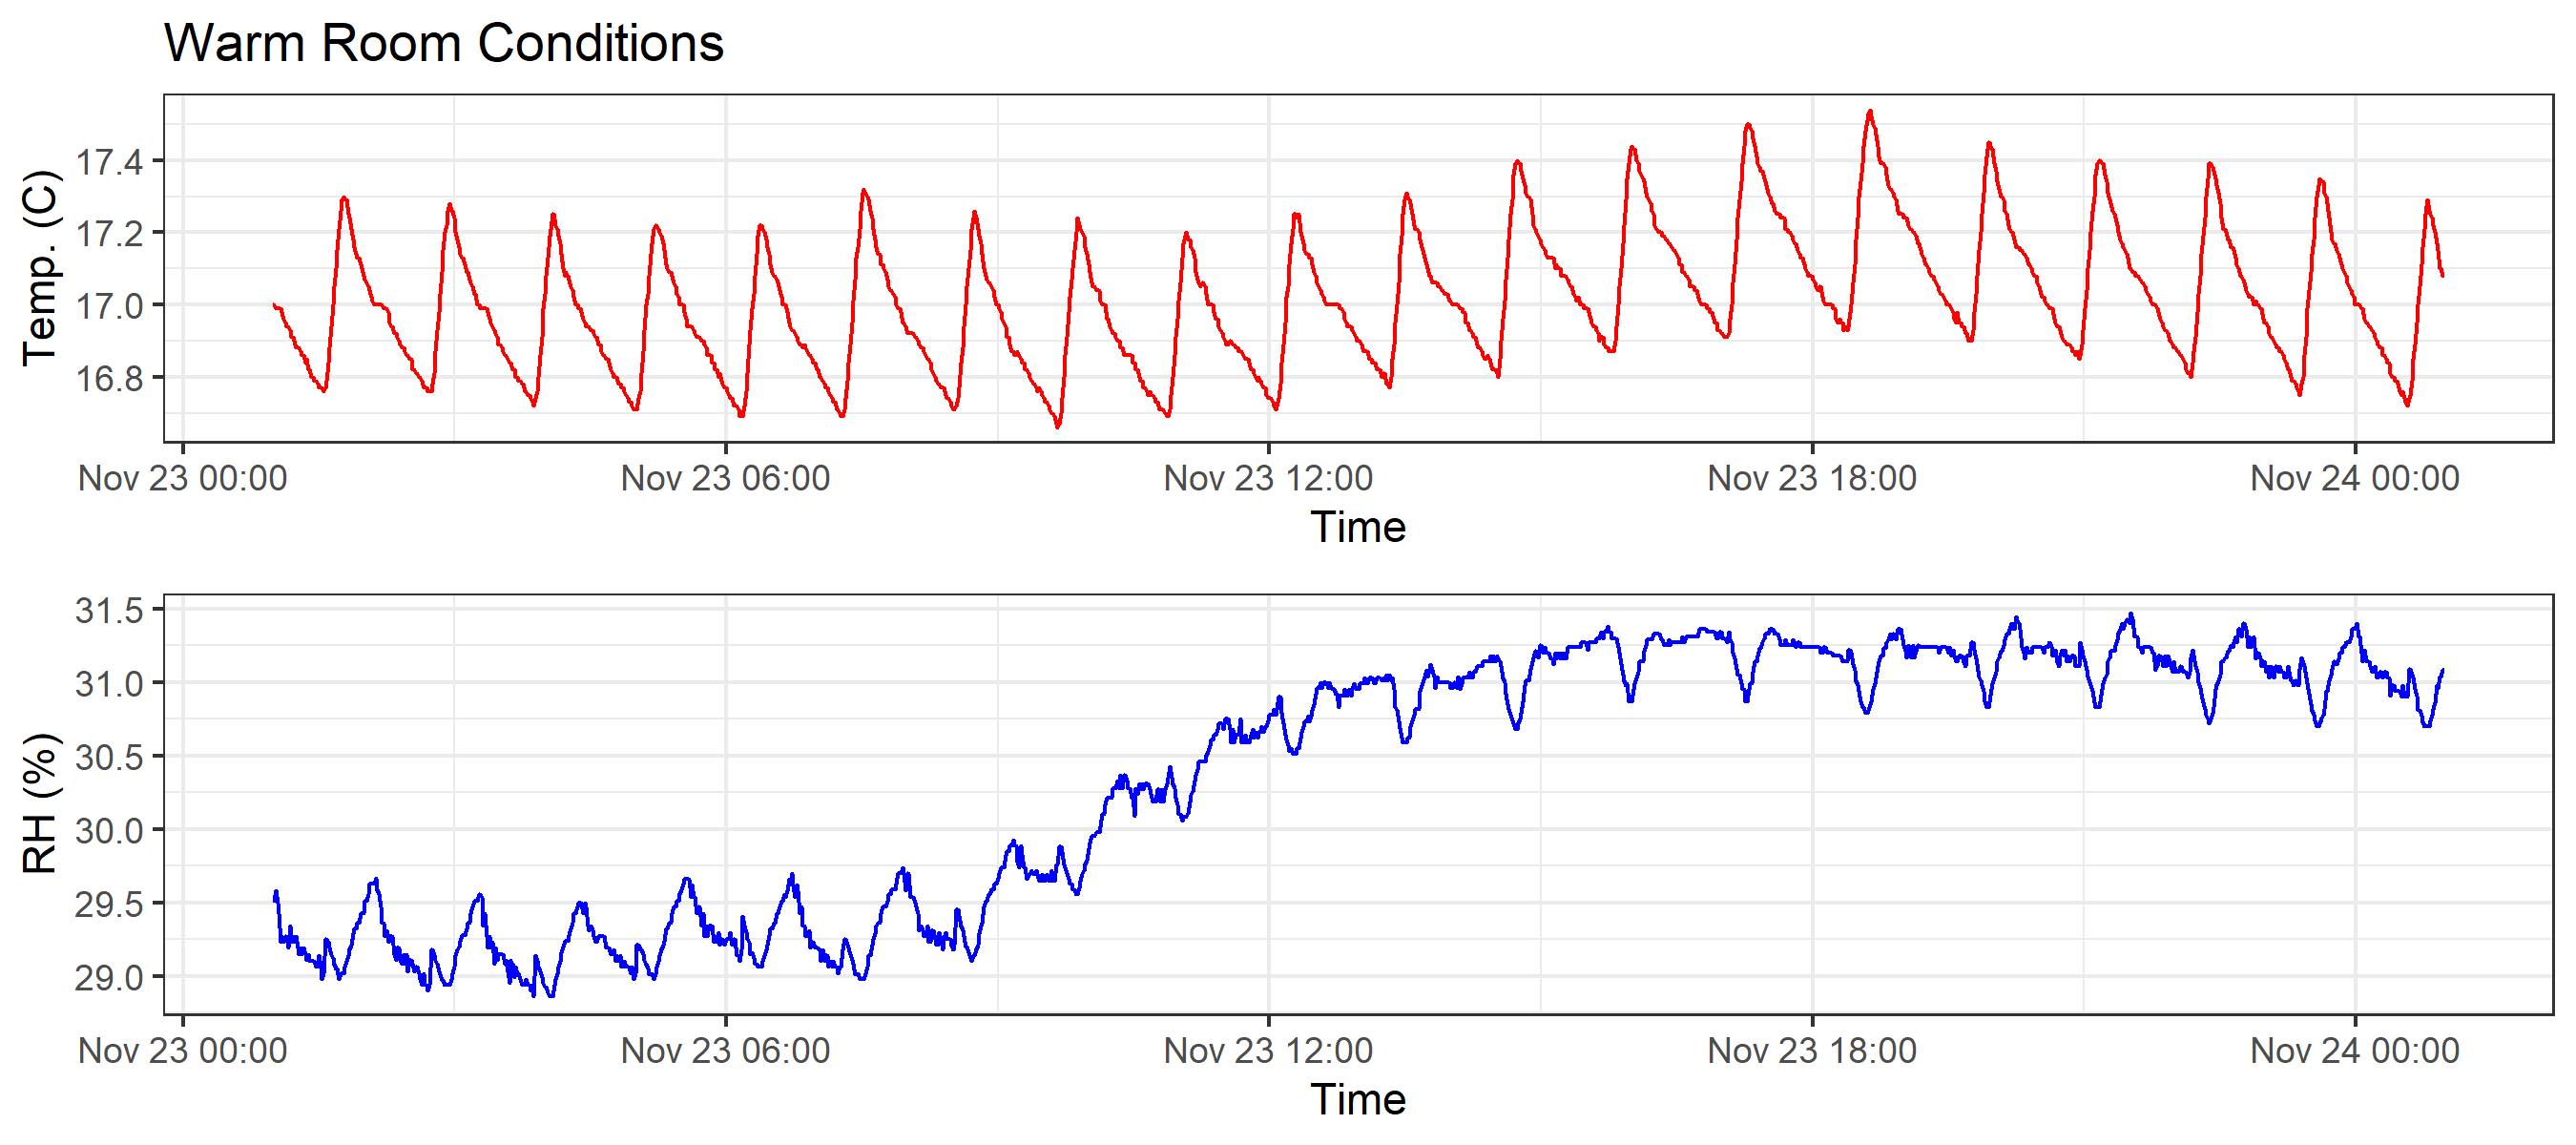 Warm Room Conditions
Temp. (C)
17.4
17.2
17.0
16.8
Nov 23 00:00 Nov 23 06:00 Nov 23 12:00 Nov 23 18:00 Nov 24 00:00
Time
RH (%)
31.5
31.0
30.5
30.0
29.5
29.0
Nov 23 00:00 Nov 23 06:00 Nov 23 12:00 Nov 23 18:00 Nov 24 00:00
Time